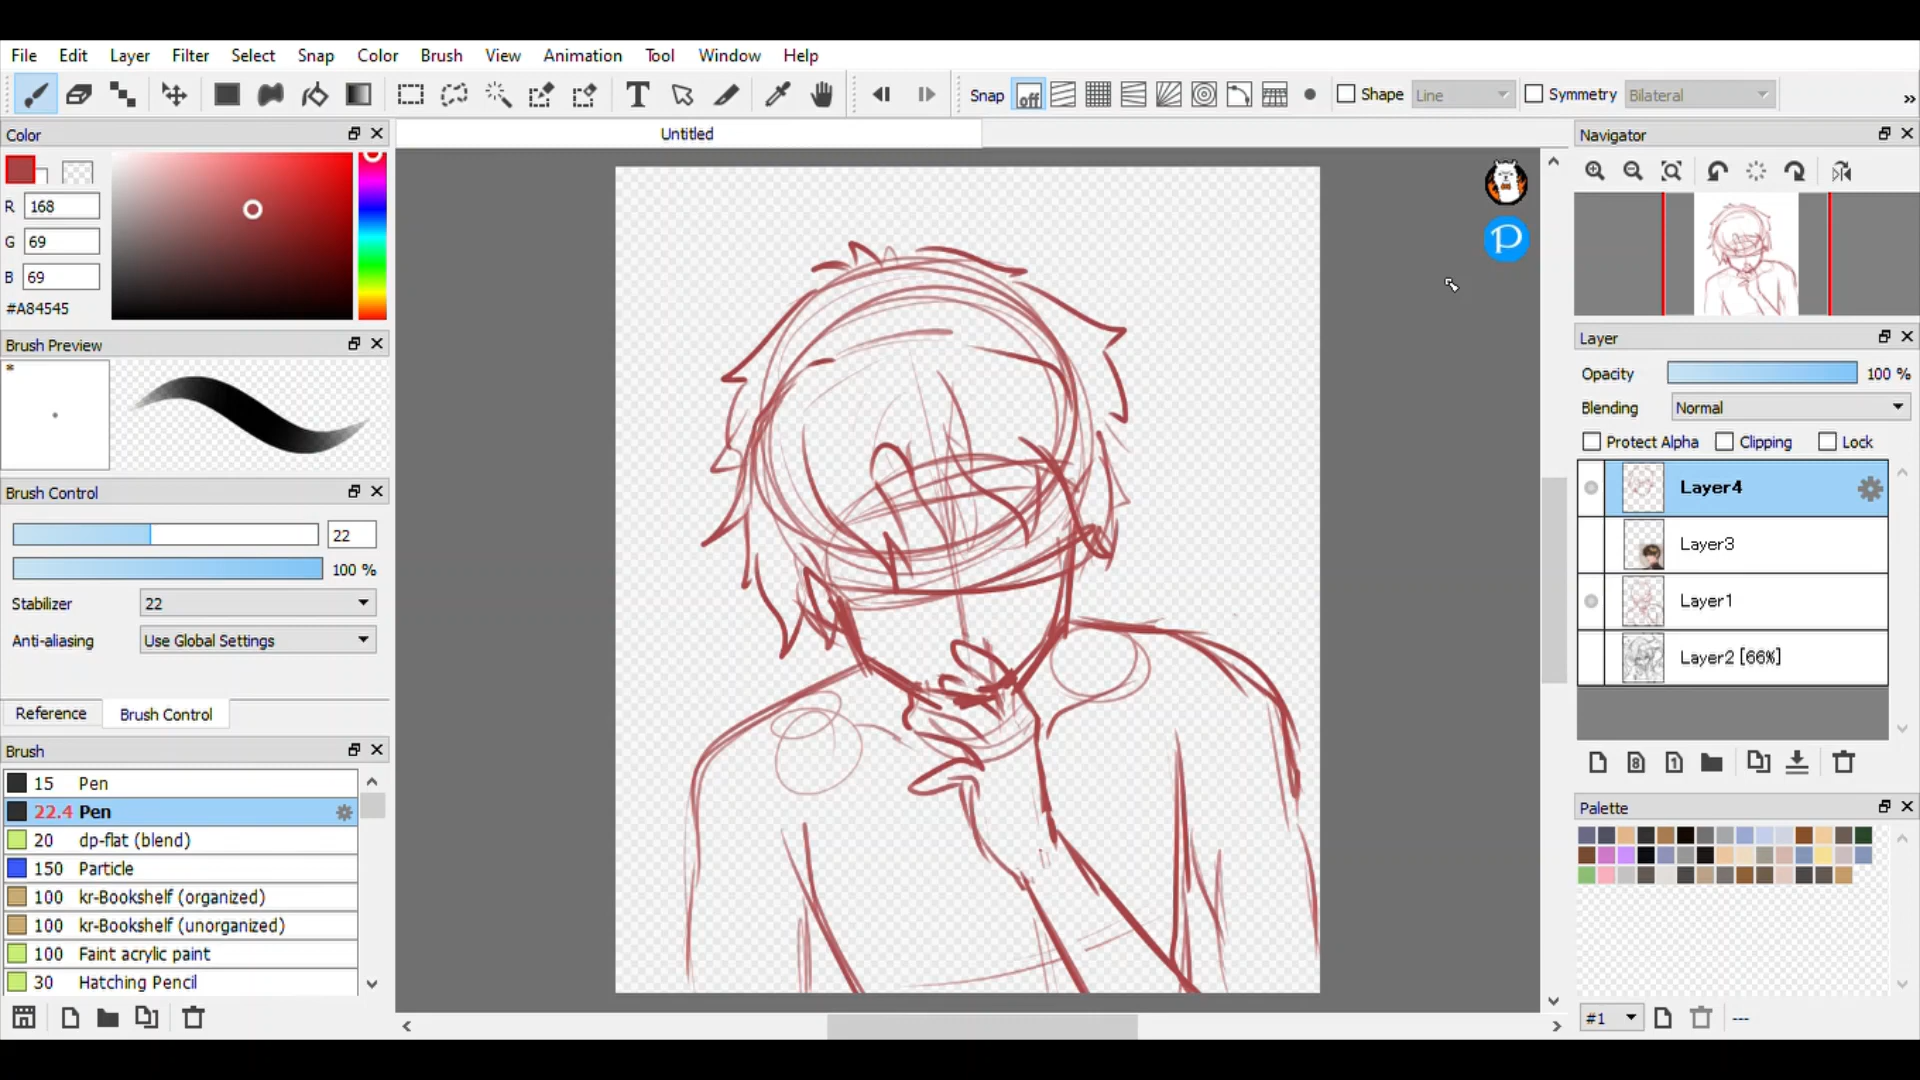 File Edit Layer Filter Select Snap Color Brush View Animation Tool Window Help
T Snap off Shape Line Symmetry Bilateral »
Color
Untitled
Navigator
R 168
G 69
B 69
#A84545
P
Brush Preview
Layer
Opacity 100 %
Blending Normal
Protect Alpha Clipping Lock
Brush Control
22
100 %
Stabilizer 22
Anti-aliasing Use Global Settings
Layer4
Layer3
Layer1
Layer2 [66%]
Reference Brush Control
8 1
Brush
15 Pen
22.4 Pen
20 dp-flat (blend)
150 Particle
100 kr-Bookshelf (organized)
100 kr-Bookshelf (unorganized)
100 Faint acrylic paint
30 Hatching Pencil
Palette
#1 ---